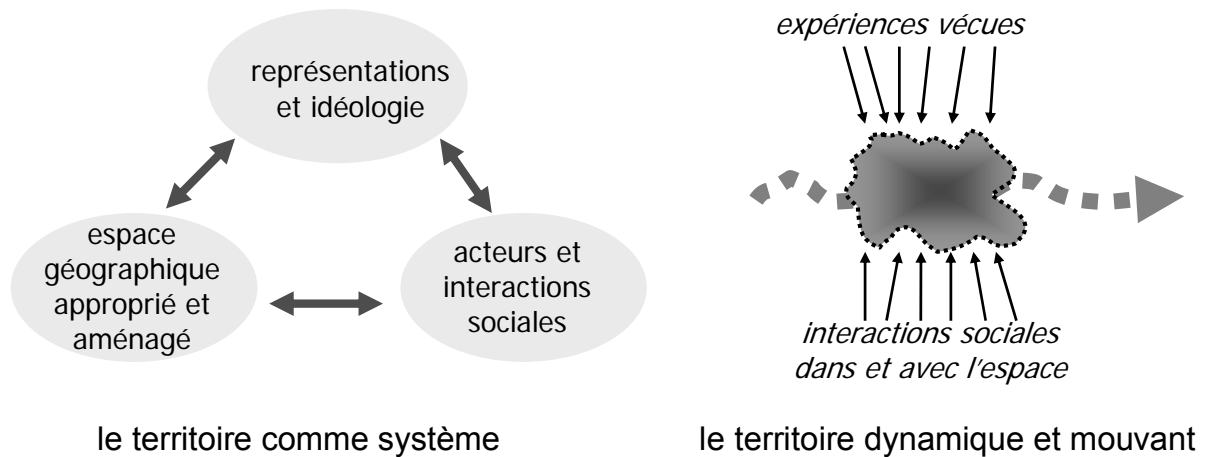 représentations
et idéologie
espace
géographique
approprié et
aménagé
acteurs et
interactions
sociales
le territoire comme système
expériences vécues
interactions sociales
dans et avec l'espace
le territoire dynamique et mouvant